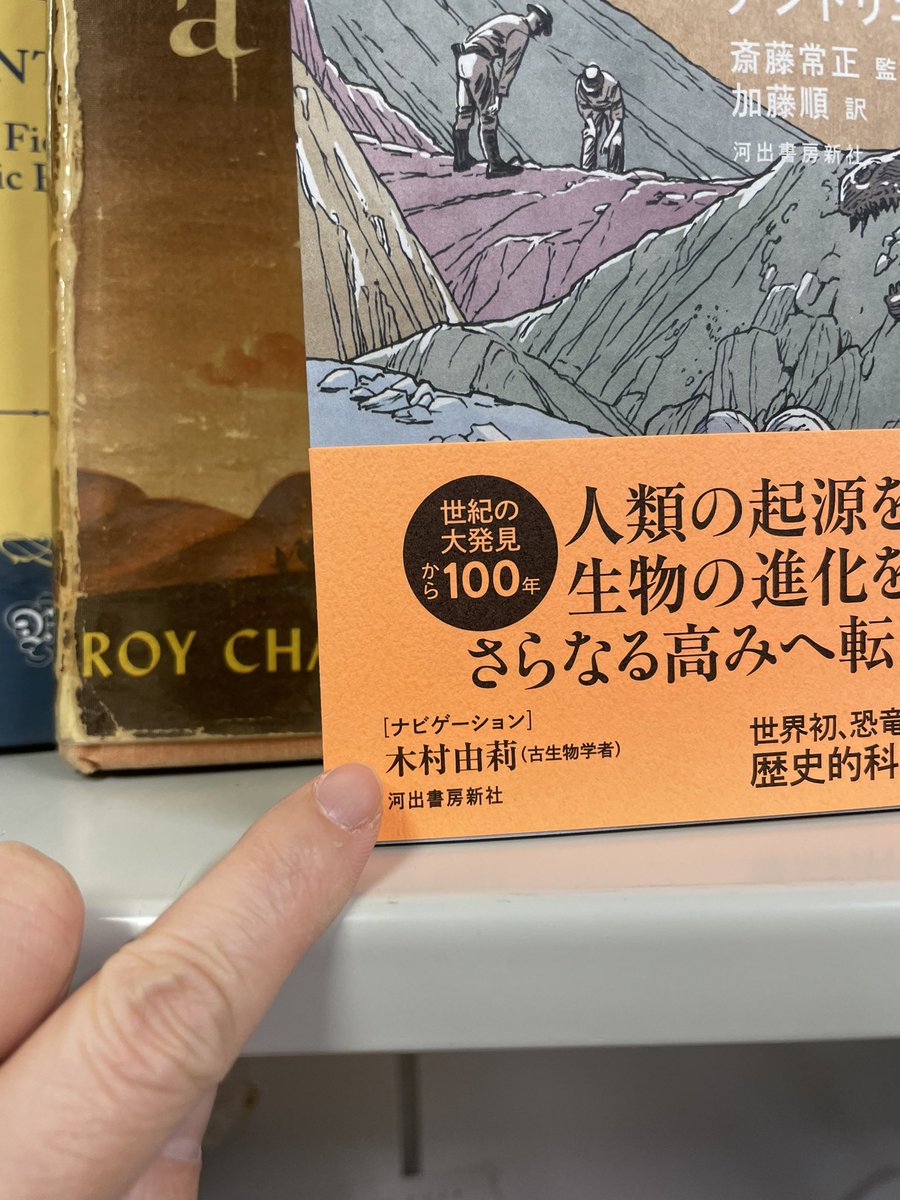 Fic
ic
a
ROY CHA
斎藤常正 監
加藤順 訳
河出書房新社
世紀の
大発見
から100年
人類の起源を
生物の進化を
さらなる高みへ転
[ナビゲーション]
木村由莉(古生物学者)
河出書房新社
世界初、恐竜
歴史的科